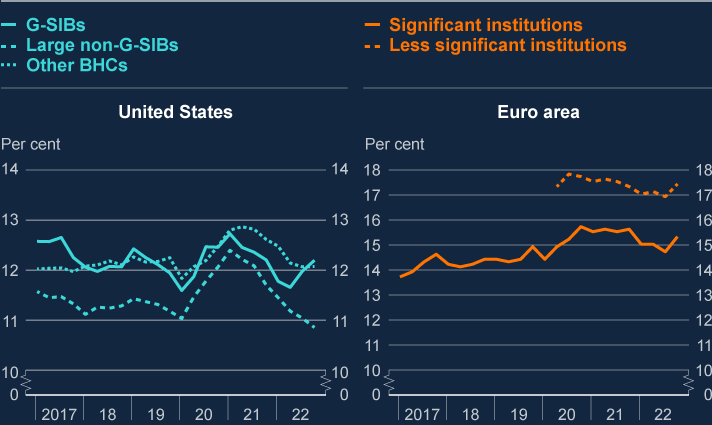 G-SIBs
Large non-G-SIBs
Other BHCs
Significant institutions
Less significant institutions
United States
Per cent
14 14
13 13
12 12
11 11
10 10
0 0
2017 18 19 20 21 22
Euro area
Per cent
18 18
17 17
16 16
15 15
14 14
13 13
12 12
11 11
10 10
0 0
2017 18 19 20 21 22